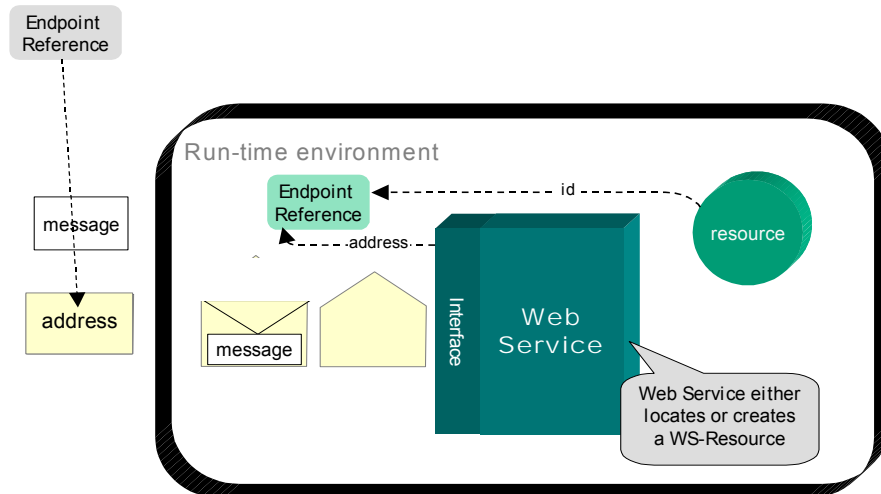 Endpoint
Reference
Run-time environment
Endpoint
Reference
id
message
resource
address
address
Interface
Web
Service
message
Web Service either
locates or creates
a WS-Resource